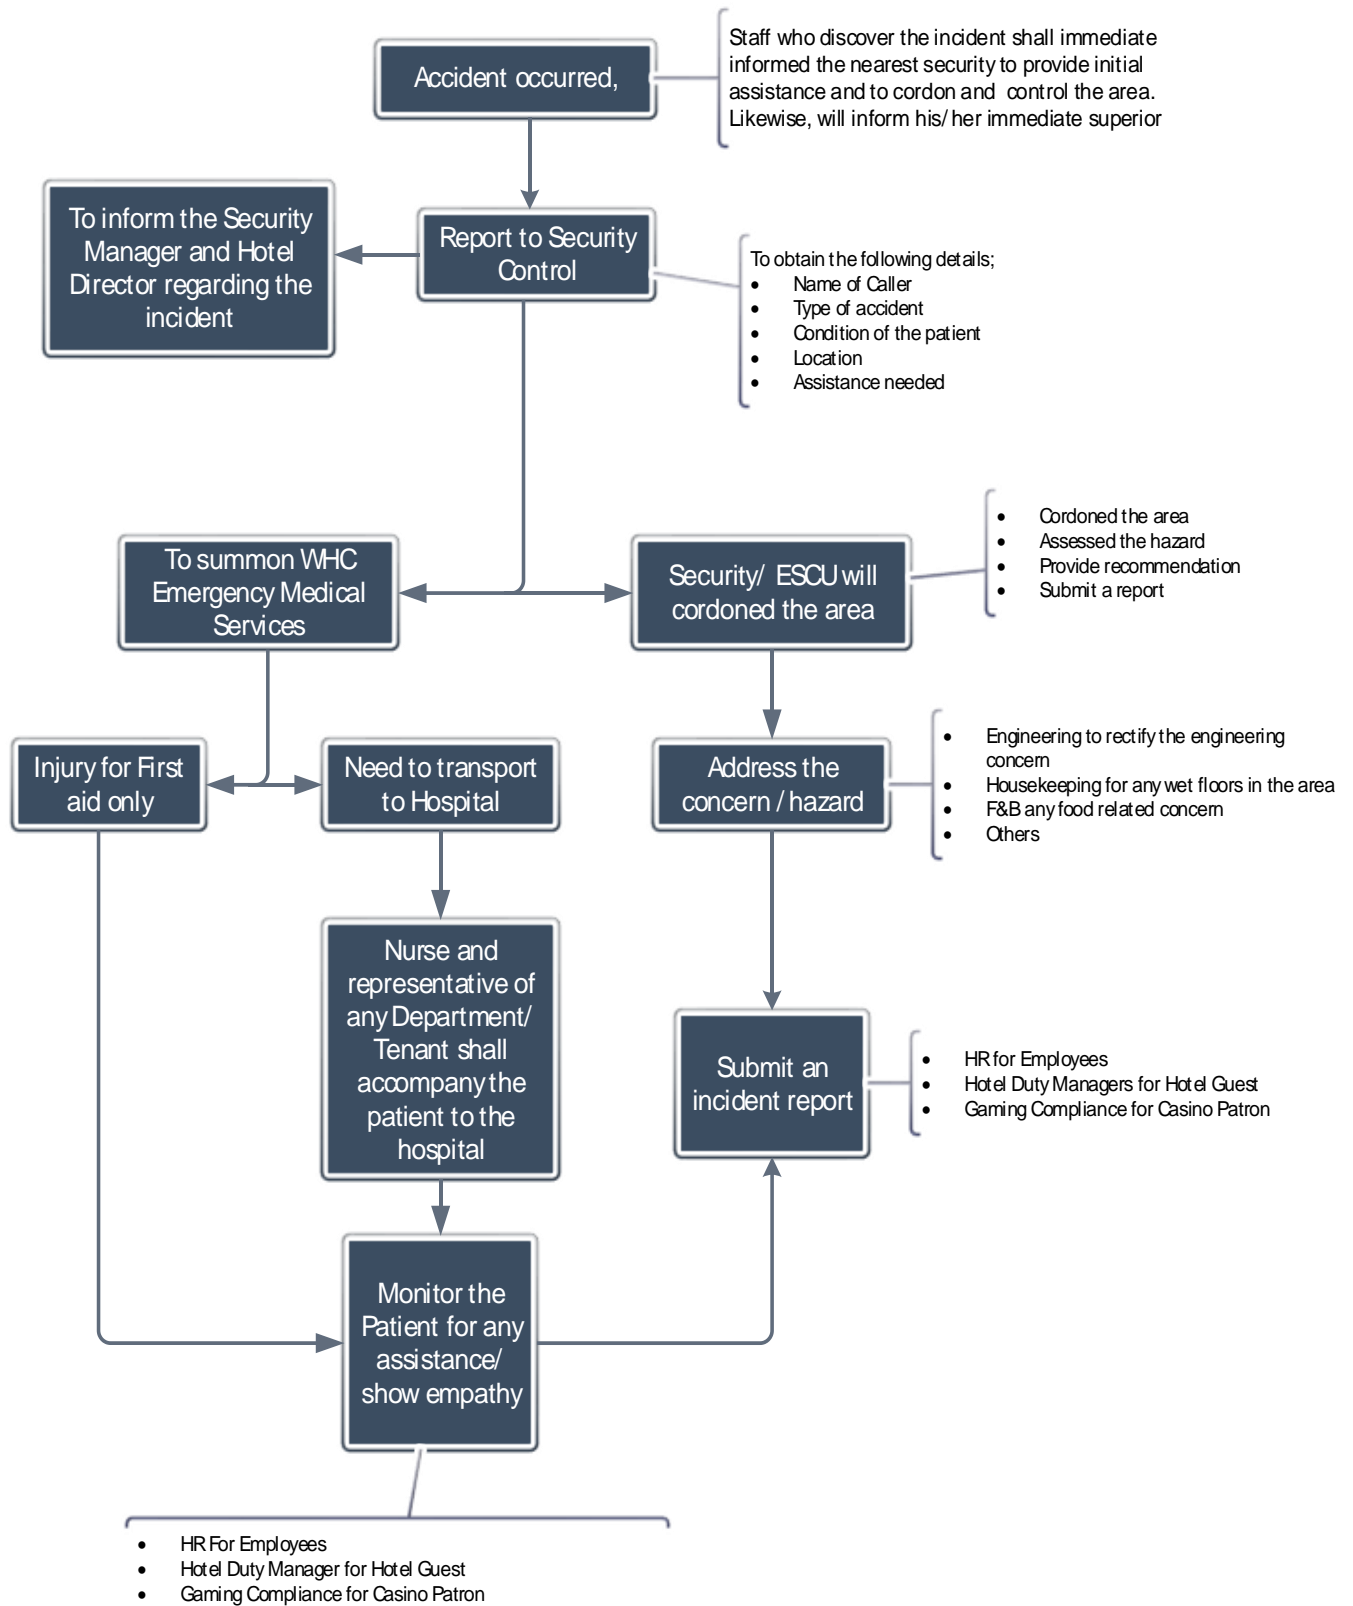 Accident occurred,
Staff who discover the incident shall immediate
informed the nearest security to provide initial
assistance and to cordon and control the area.
Likewise, will inform his/her immediate superior
To inform the Security
Manager and Hotel
Director regarding the
incident
Report to Security
Control
To obtain the following details;
• Name of Caller
• Type of accident
• Condition of the patient
• Location
• Assistance needed
To summon WHC
Emergency Medical
Services
Security/ ESCU will
cordoned the area
• Cordoned the area
• Assessed the hazard
• Provide recommendation
• Submit a report
Injury for First
aid only
Need to transport
to Hospital
Address the
concern / hazard
• Engineering to rectify the engineering
concern
• Housekeeping for any wet floors in the area
• F&B any food related concern
• Others
Nurse and
representative of
any Department/
Tenant shall
accompany the
patient to the
hospital
Submit an
incident report
• HR for Employees
• Hotel Duty Managers for Hotel Guest
• Gaming Compliance for Casino Patron
Monitor the
Patient for any
assistance/
show empathy
• HR For Employees
• Hotel Duty Manager for Hotel Guest
• Gaming Compliance for Casino Patron